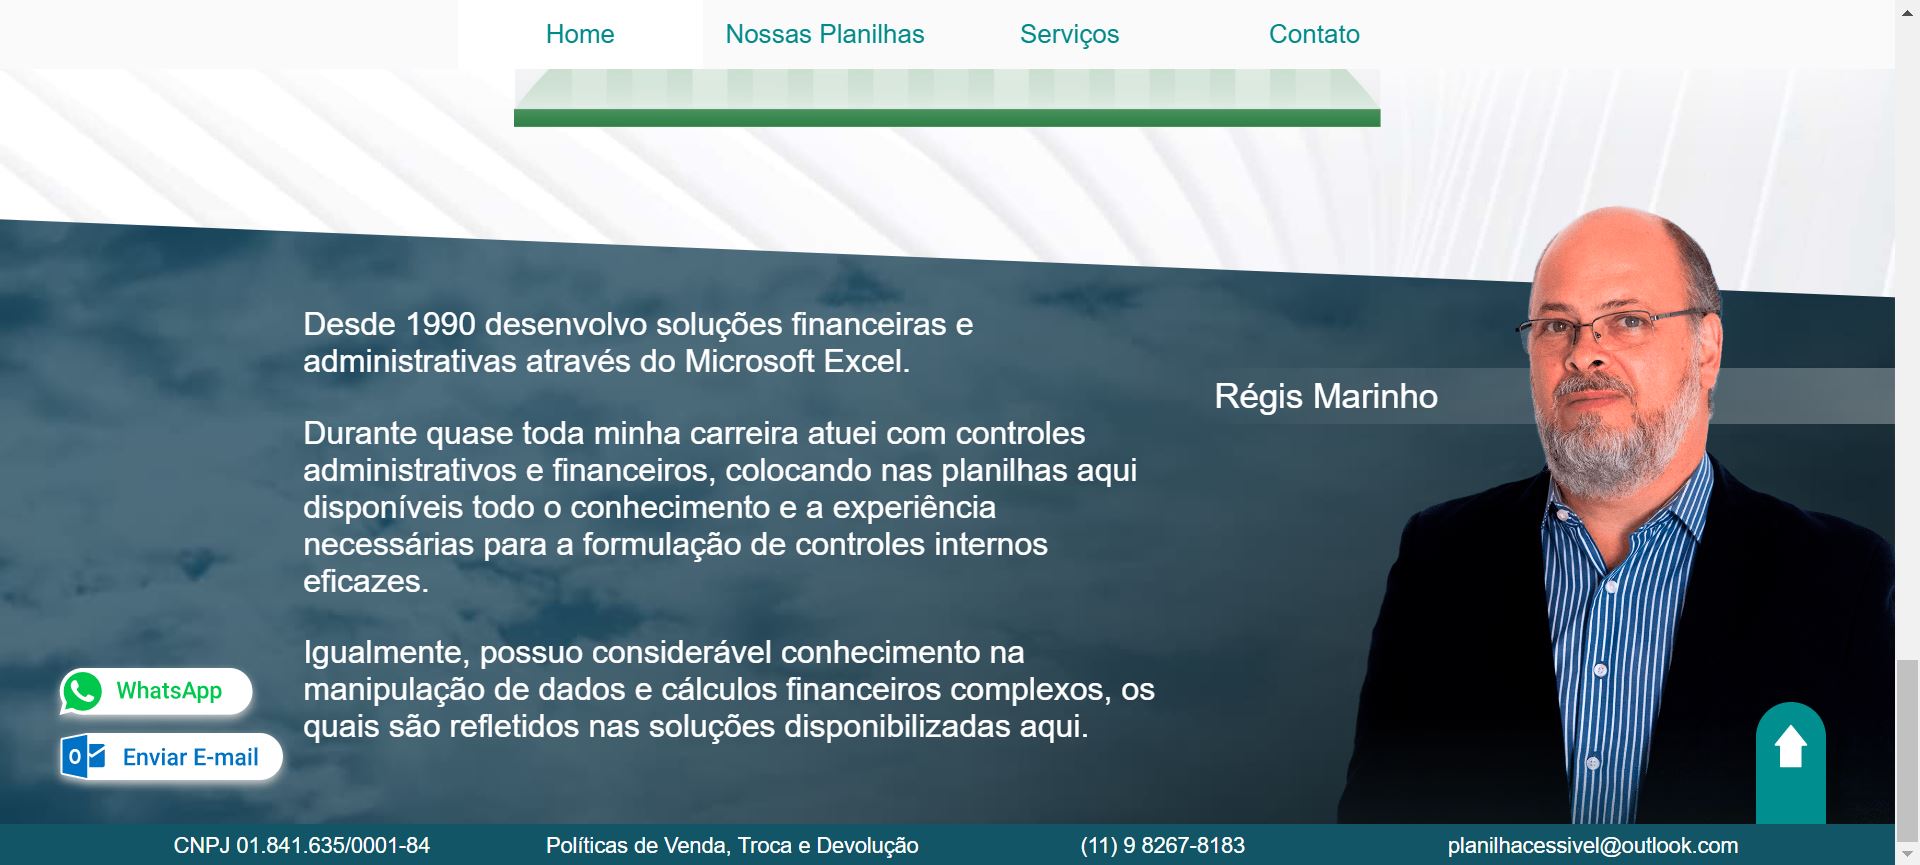 Home
Nossas Planilhas
Serviços
Contato
Desde 1990 desenvolvo soluções financeiras e
administrativas através do Microsoft Excel.
Régis Marinho
Durante quase toda minha carreira atuei com controles
administrativos e financeiros, colocando nas planilhas aqui
disponíveis todo o conhecimento e a experiência
necessárias para a formulação de controles internos
eficazes.
Igualmente, possuo considerável conhecimento na
manipulação de dados e cálculos financeiros complexos, os
quais são refletidos nas soluções disponibilizadas aqui.
WhatsApp
O
Enviar E-mail
CNPJ 01.841.635/0001-84
Políticas de Venda, Troca e Devolução
(11) 9 8267-8183
planilhacessivel@outlook.com